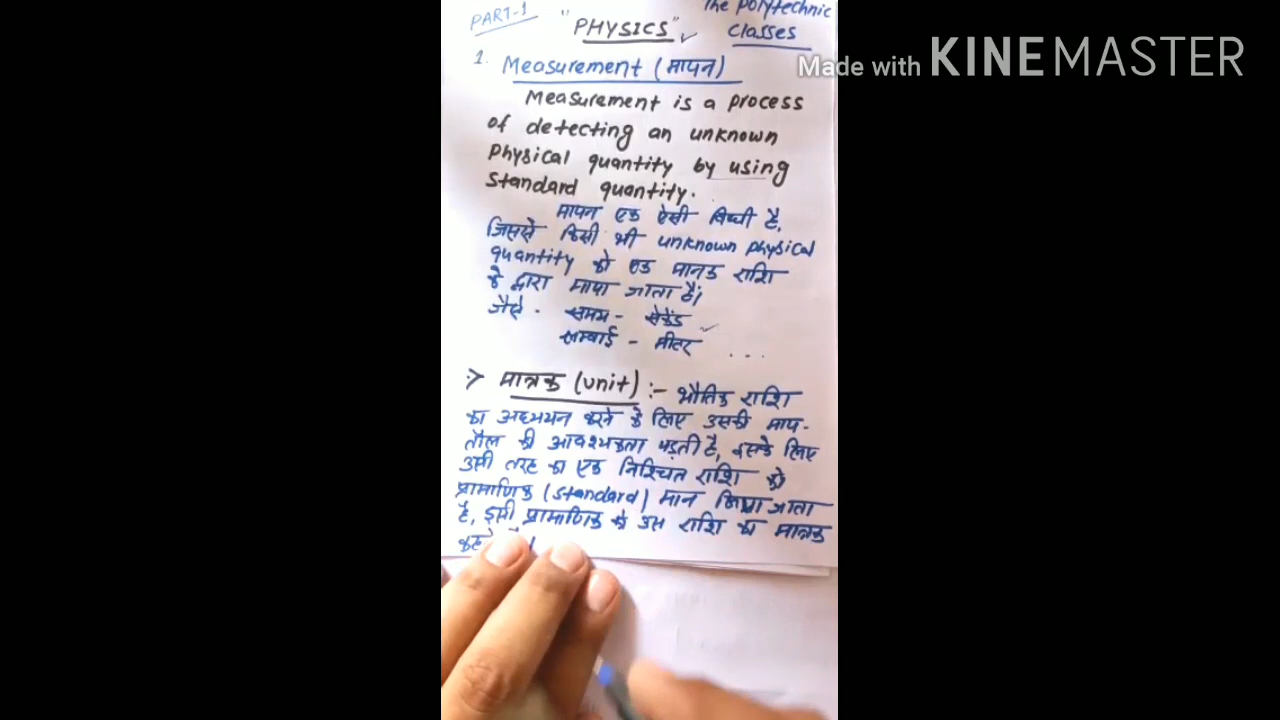 PART-1
"PHYSICS"
The Polytechnic
Classes
Made with KINEMASTER
1. Measurement (मापन)
Measurement is a process
of detecting an unknown
Physical quantity by using
Standard quantity.
मापन एक ऐसी विधी है,
जिससे किसी भी unknown physical
quantity को एक मानक राशि
के द्वारा मापा जाता है।
जैसे - समय - सेकेंड
लम्बाई - मीटर ...
:> मात्रक (unit) :- भौतिक राशि
का अध्ययन करने के लिए उसकी माप-
तौल की आवश्यकता पड़ती है, इसके लिए
उसी तरह का एक निश्चित राशि को
प्रामाणिक (standard) मान लिया जाता
है, इसी प्रामाणिक को उस राशि का मात्रक
कहते